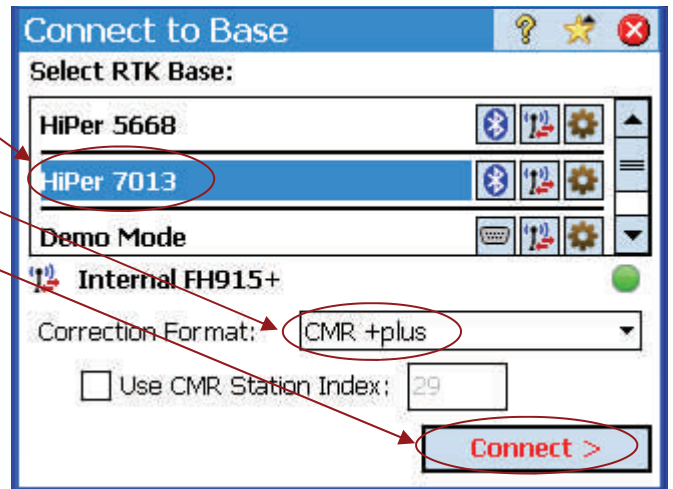 Connect to Base
Select RTK Base:
HiPer 5668
HiPer 7013
Demo Mode
Internal FH915+
Correction Format: CMR +plus
Use CMR Station Index: 29
Connect >